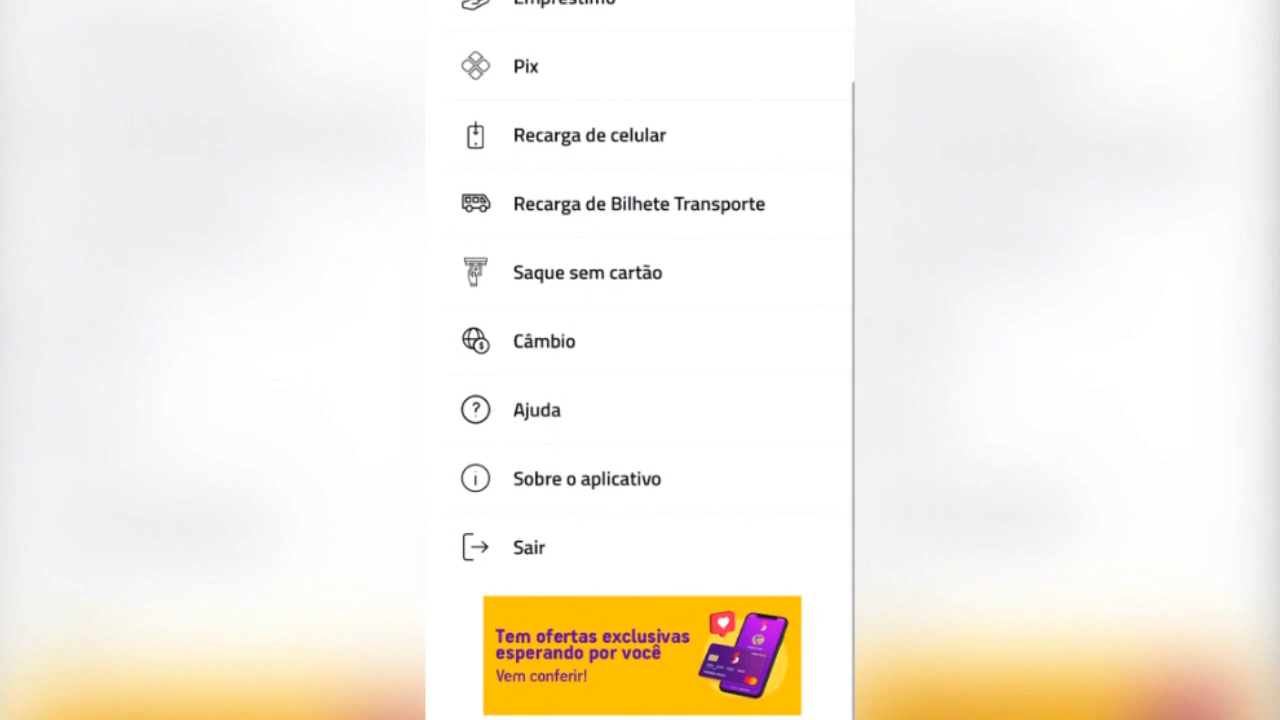 Empréstimo
Pix
Recarga de celular
Recarga de Bilhete Transporte
Saque sem cartão
Câmbio
Ajuda
Sobre o aplicativo
Sair
Tem ofertas exclusivas
esperando por você
Vem conferir!